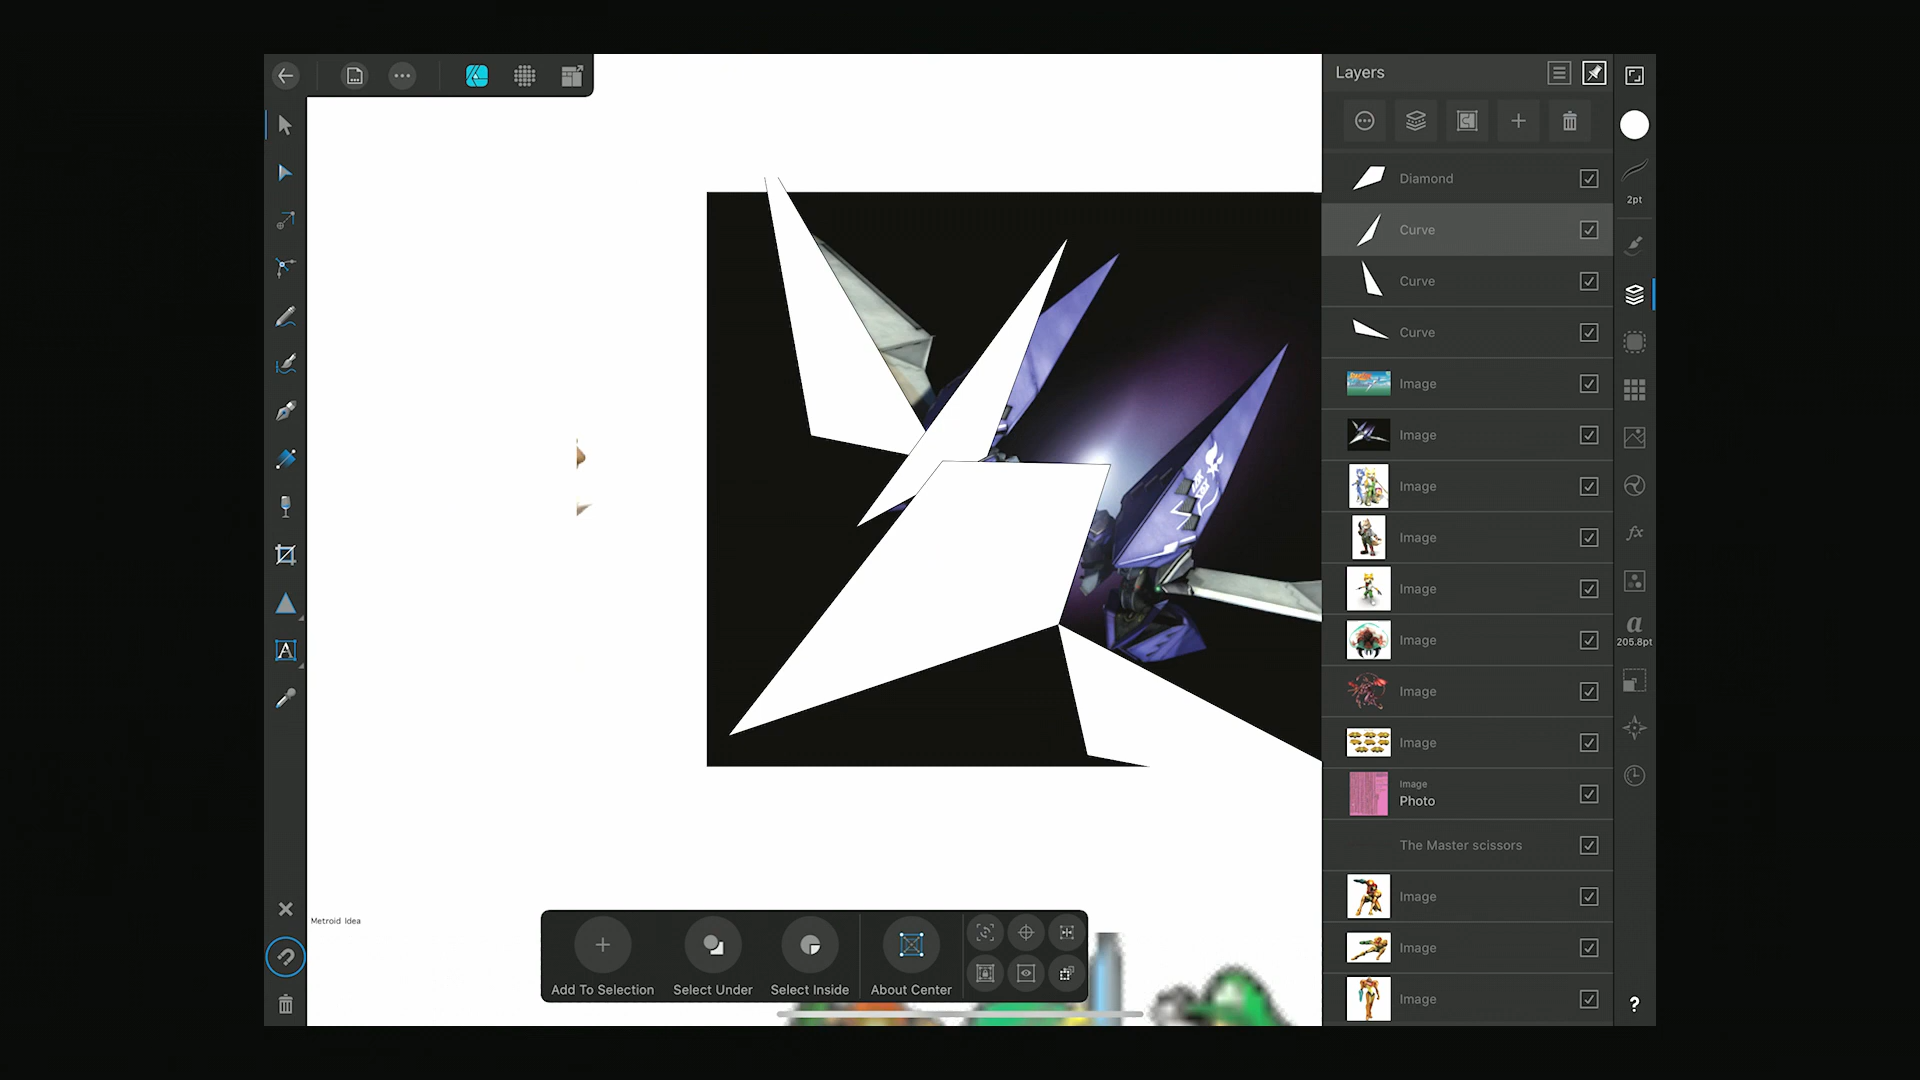 Layers
2pt
Diamond
Curve
Curve
Curve
Image
Image
Image
Image
Image
Image
Image
Image
Image
Photo
The Master scissors
Image
Image
Image
fx
a
205.8pt
A
Metroid Idea
Add To Selection
Select Under
Select Inside
About Center
?